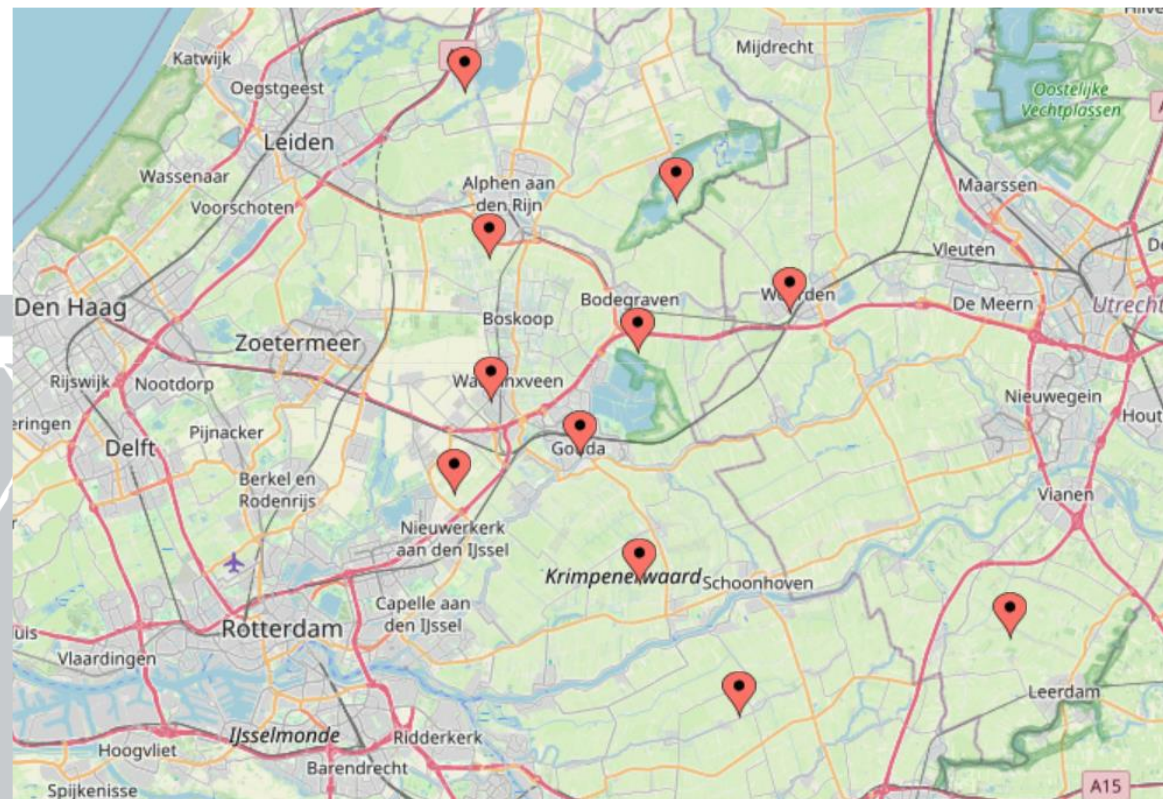 Katwijk
Mijdrecht
Oegstgeest
Oostelijke
Vechtplassen
Leiden
Wassenaar
Alphen aan
den Rijn
Maarssen
Voorschoten
Vleuten
Den Haag
Bodegraven
De Meern
Utrecht
Boskoop
Zoetermeer
Rijswijk
Nootdorp
Nieuwegein
Pijnacker
Delft
Berkel en
Rodenrijs
Vianen
Nieuwerkerk
aan den IJssel
Schoonhoven
Capelle aan
den IJssel
Rotterdam
Vlaardingen
Leerdam
IJsselmonde
Ridderkerk
Hoogvliet
Barendrecht
A15
Spijkenisse